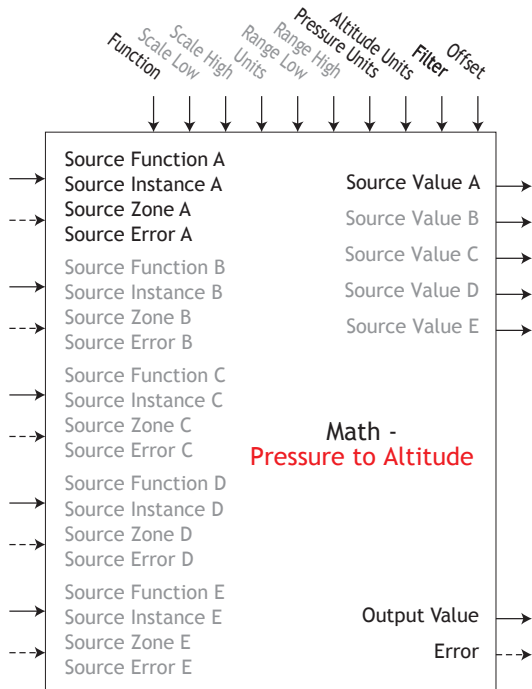 Function
Scale Low
Scale High
Units
Range Low
Range High
Pressure Units
Altitude Units
Filter
Offset
Source Function A
Source Instance A
Source Zone A
Source Error A
Source Function B
Source Instance B
Source Zone B
Source Error B
Source Function C
Source Instance C
Source Zone C
Source Error C
Source Function D
Source Instance D
Source Zone D
Source Error D
Source Function E
Source Instance E
Source Zone E
Source Error E
Source Value A
Source Value B
Source Value C
Source Value D
Source Value E
Math -
Pressure to Altitude
Output Value
Error